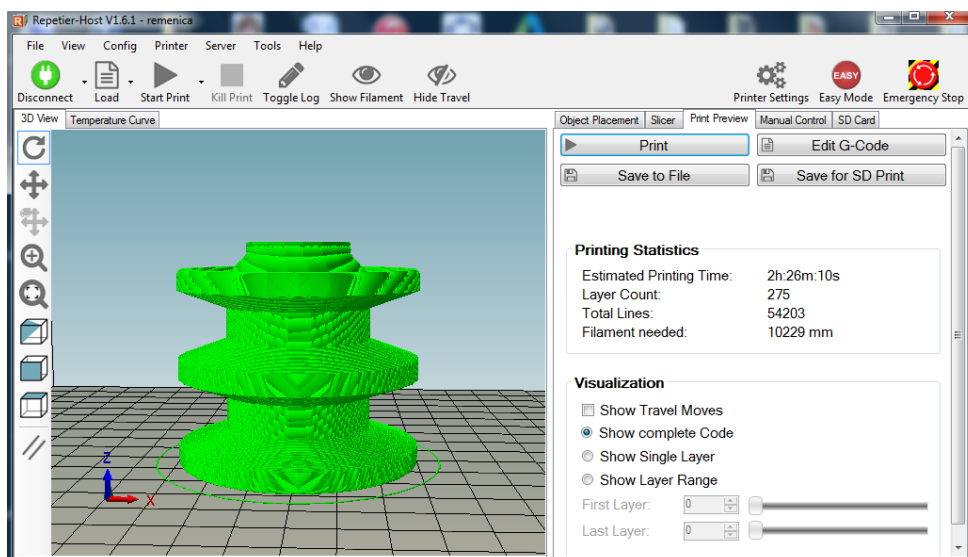 Repetier-Host V1.6.1 - remenica
File View Config Printer Server Tools Help
Disconnect Load Start Print Kill Print Toggle Log Show Filament Hide Travel Printer Settings Easy Mode Emergency Stop
EASY
3D View Temperature Curve
Object Placement Slicer Print Preview Manual Control SD Card
Print Edit G-Code
Save to File Save for SD Print
Printing Statistics
Estimated Printing Time: 2h:26m:10s
Layer Count: 275
Total Lines: 54203
Filament needed: 10229 mm
Visualization
Show Travel Moves
Show complete Code
Show Single Layer
Show Layer Range
First Layer: 0
Last Layer: 0
Z
X